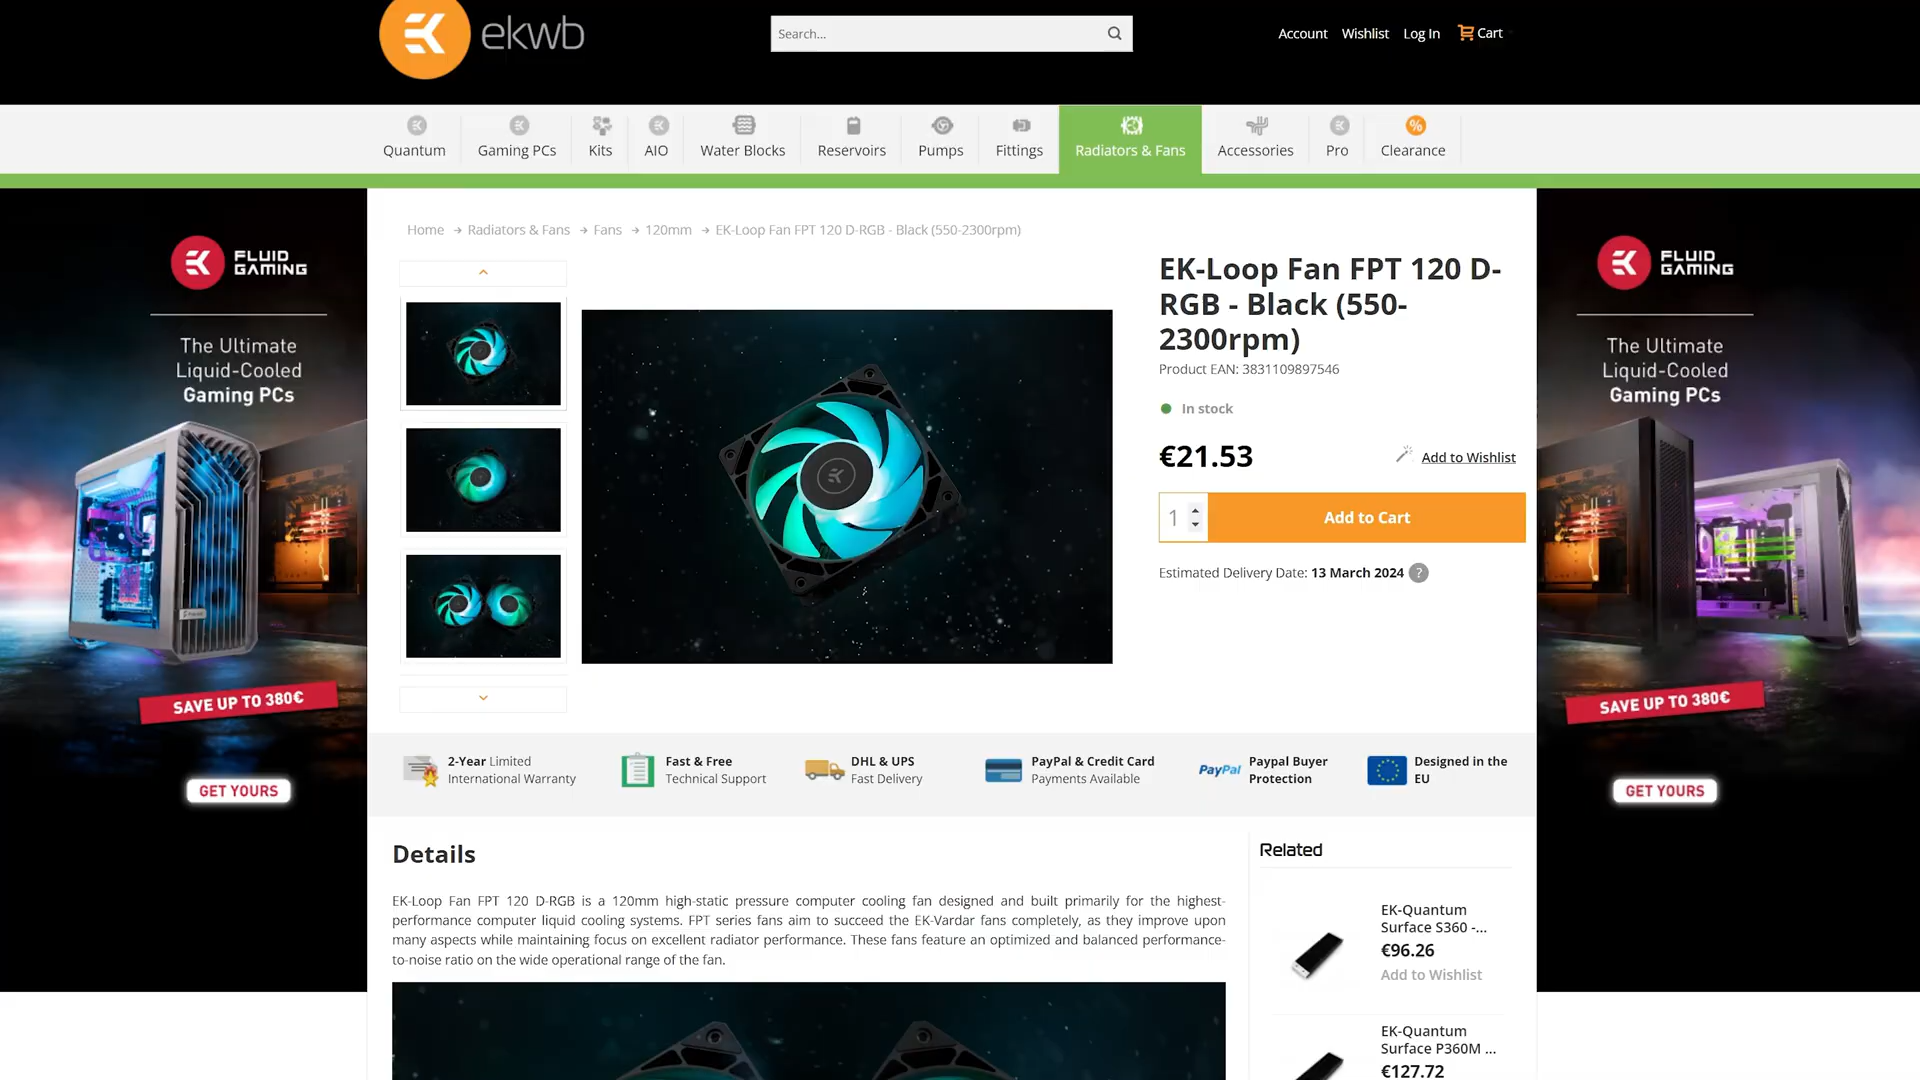 ekwb
Search...
Account
Wishlist
Log In
Cart
Quantum
Gaming PCs
Kits
AIO
Water Blocks
Reservoirs
Pumps
Fittings
Radiators & Fans
Accessories
Pro
Clearance
FLUID
GAMING
The Ultimate
Liquid-Cooled
Gaming PCs
SAVE UP TO 380€
GET YOURS
Home → Radiators & Fans → Fans → 120mm → EK-Loop Fan FPT 120 D-RGB - Black (550-2300rpm)
EK-Loop Fan FPT 120 D-
RGB - Black (550-
2300rpm)
Product EAN: 3831109897546
In stock
€21.53
Add to Wishlist
1
Add to Cart
Estimated Delivery Date: 13 March 2024 ?
FLUID
GAMING
The Ultimate
Liquid-Cooled
Gaming PCs
SAVE UP TO 380€
GET YOURS
2-Year Limited
International Warranty
Fast & Free
Technical Support
DHL & UPS
Fast Delivery
PayPal & Credit Card
Payments Available
PayPal
Paypal Buyer
Protection
Designed in the
EU
Details
EK-Loop Fan FPT 120 D-RGB is a 120mm high-static pressure computer cooling fan designed and built primarily for the highest-
performance computer liquid cooling systems. FPT series fans aim to succeed the EK-Vardar fans completely, as they improve upon
many aspects while maintaining focus on excellent radiator performance. These fans feature an optimized and balanced performance-
to-noise ratio on the wide operational range of the fan.
Related
EK-Quantum
Surface S360 -...
€96.26
Add to Wishlist
EK-Quantum
Surface P360M ...
€127.72